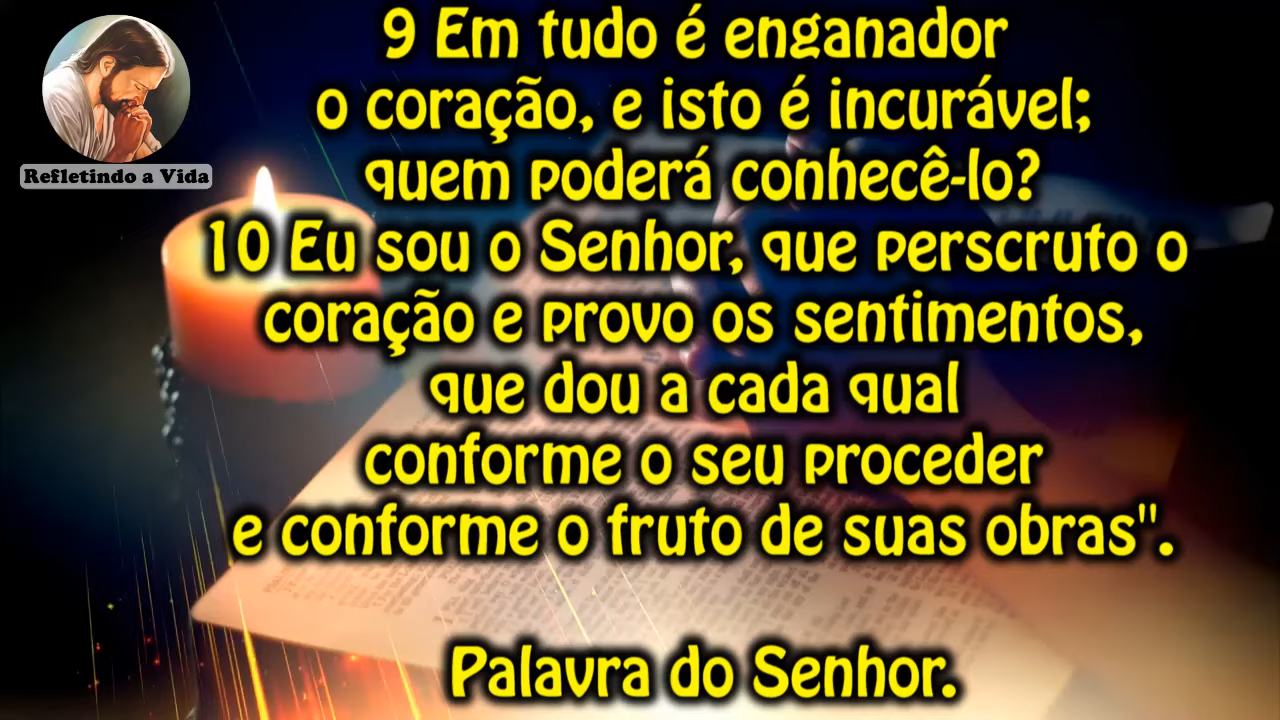 Refletindo a Vida
9 Em tudo é enganador
o coração, e isto é incurável;
quem poderá conhecê-lo?
10 Eu sou o Senhor, que perscruto o
coração e provo os sentimentos,
que dou a cada qual
conforme o seu proceder
e conforme o fruto de suas obras".
Palavra do Senhor.